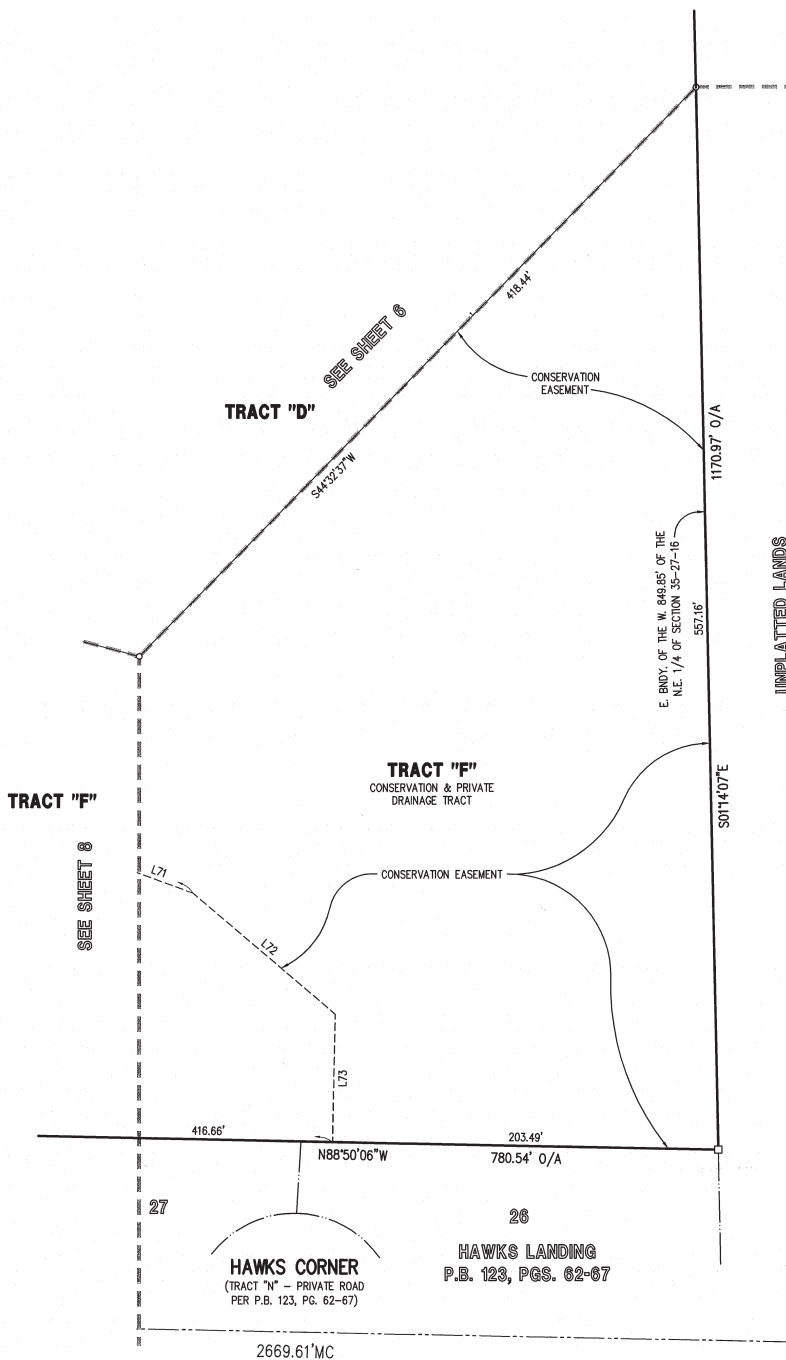 418.44'
SEE SHEET 6
CONSERVATION
EASEMENT
TRACT "D"
S44°32'37"W
1170.97' O/A
E. BNDY. OF THE W. 849.85' OF THE
N.E. 1/4 OF SECTION 35-27-16
557.16'
UNPLATTED LANDS
TRACT "F"
CONSERVATION & PRIVATE
DRAINAGE TRACT
TRACT "F"
S01°14'07"E
SEE SHEET 8
L71
CONSERVATION EASEMENT
L72
L73
416.66'
203.49'
N88°50'06"W
780.54' O/A
27
26
HAWKS LANDING
P.B. 123, PGS. 62-67
HAWKS CORNER
(TRACT "N" – PRIVATE ROAD
PER P.B. 123, PG. 62-67)
2669.61'MC